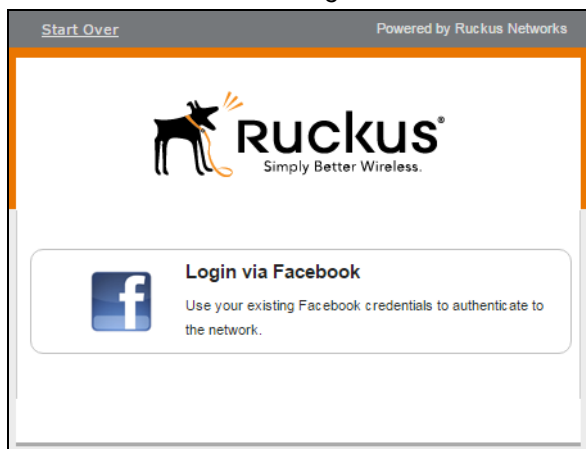 Start Over
Powered by Ruckus Networks
Ruckus®
Simply Better Wireless.
Login via Facebook
Use your existing Facebook credentials to authenticate to
the network.